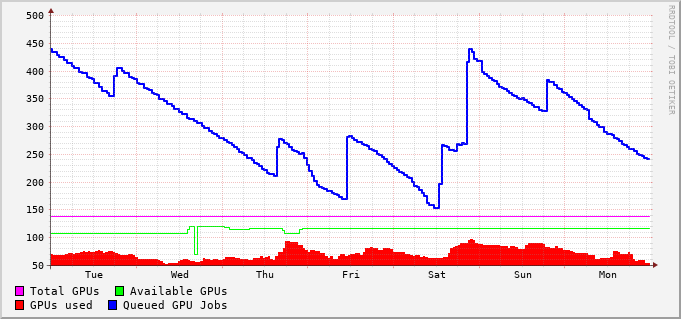 500
450
400
350
300
250
200
150
100
50
Tue Wed Thu Fri Sat Sun Mon
Total GPUs Available GPUs
GPUs used Queued GPU Jobs
RRDTOOL / TOBI OETIKER